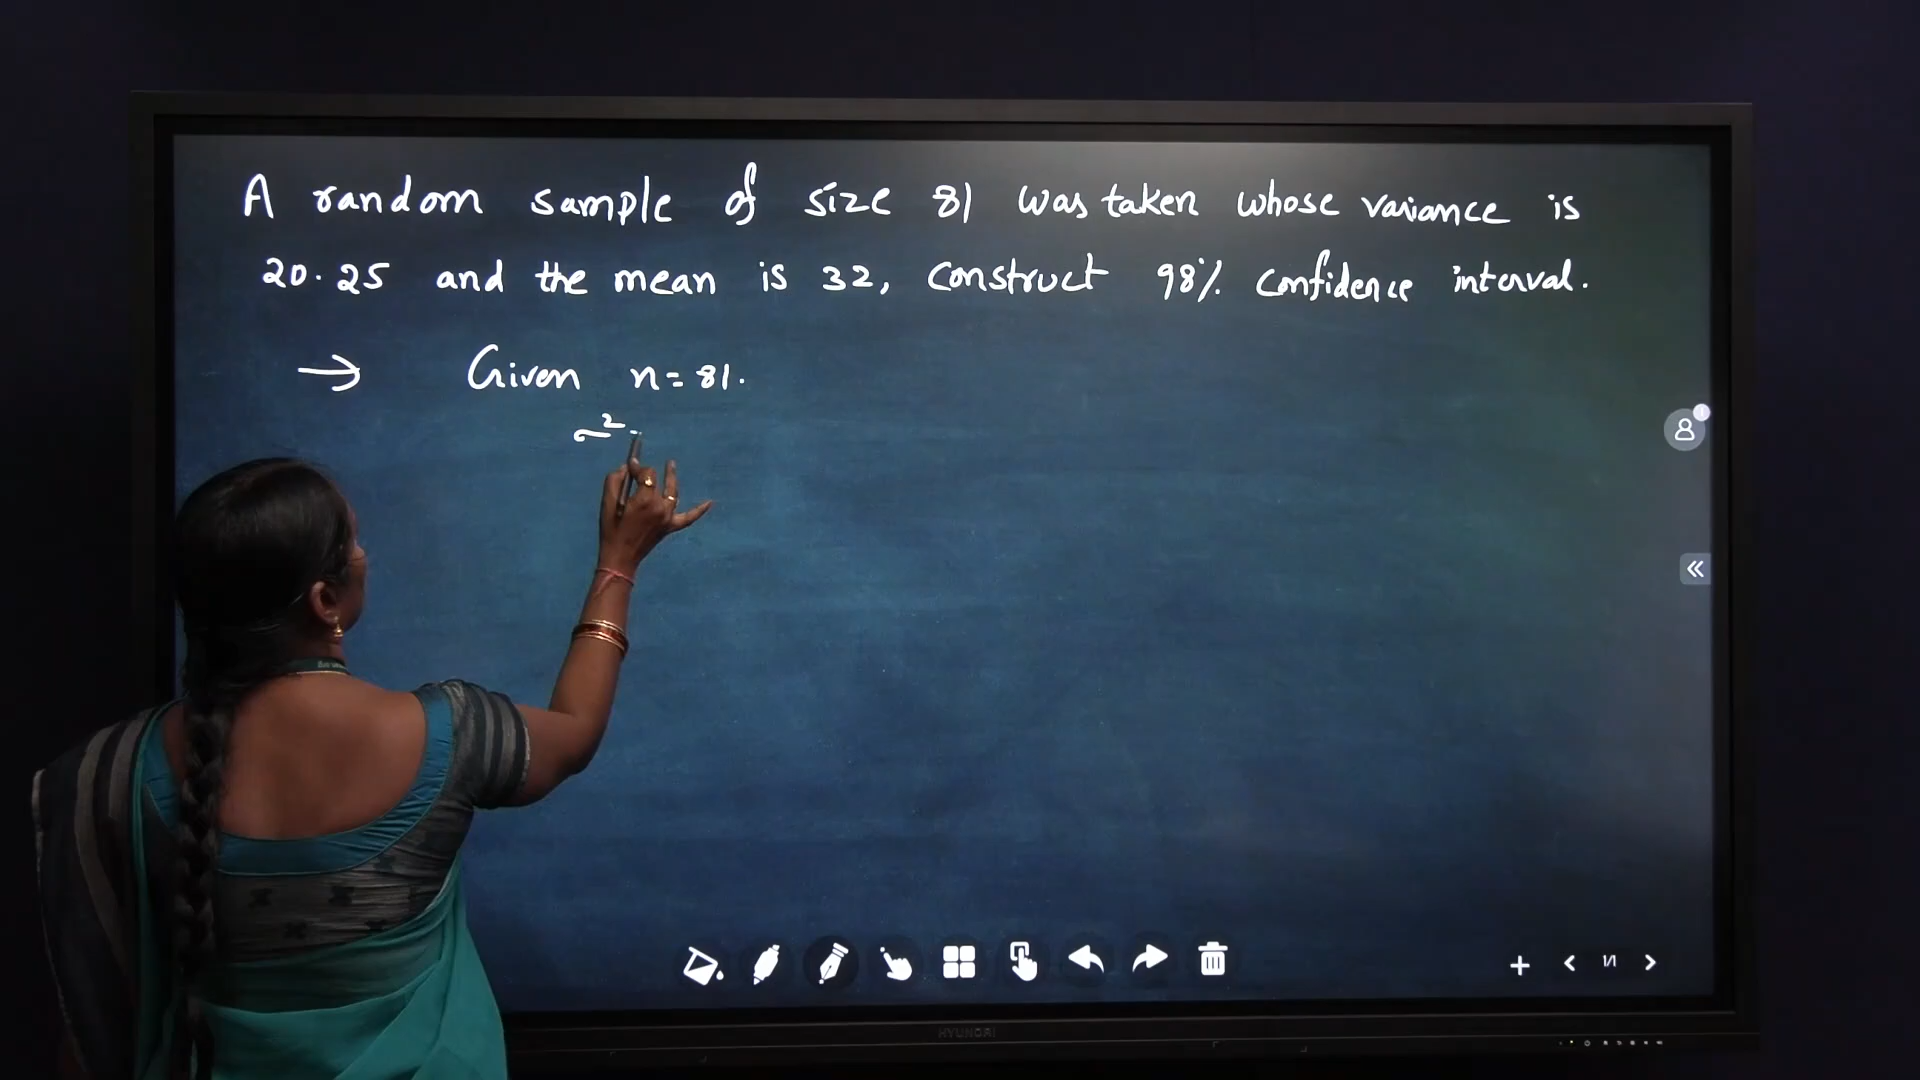 A random sample of size 81 was taken whose variance is
20.25 and the mean is 32, construct 98% confidence interval.
→ Given n = 81.
σ² =
HYUNDAI